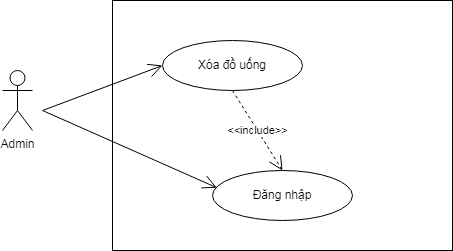 Xóa đồ uống
<<include>>
Admin
Đăng nhập